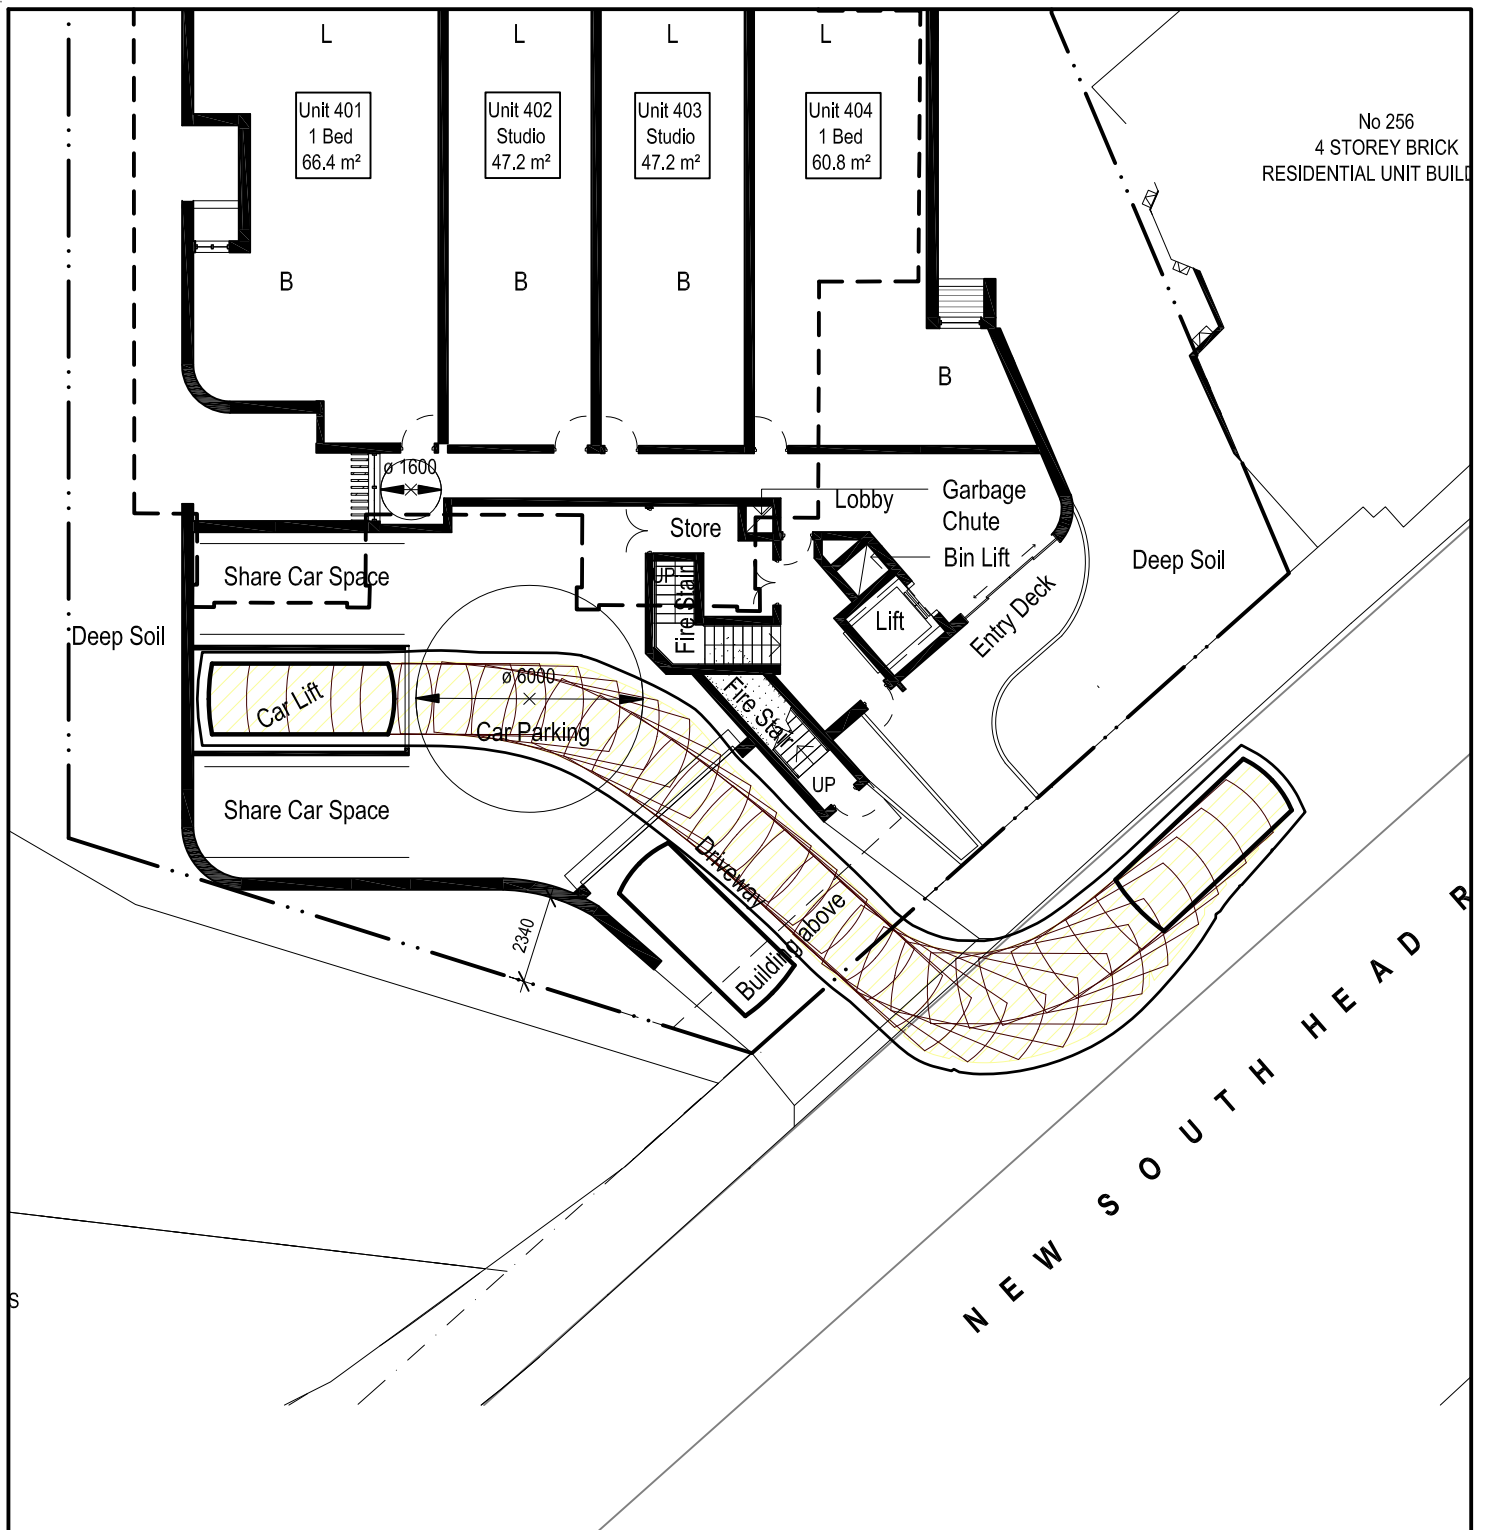 L
L
L
L
Unit 401
1 Bed
66.4 m²
Unit 402
Studio
47.2 m²
Unit 403
Studio
47.2 m²
Unit 404
1 Bed
60.8 m²
No 256
4 STOREY BRICK
RESIDENTIAL UNIT BUILD
B
B
B
B
ø 1600
Lobby
Garbage
Chute
Store
Bin Lift
Deep Soil
Share Car Space
UP
Fire Stair
Lift
Entry Deck
Deep Soil
Car Lift
ø 6000
Car Parking
Fire Stair
UP
Share Car Space
Driveway
Building above
2340
NEW SOUTH HEAD R
S